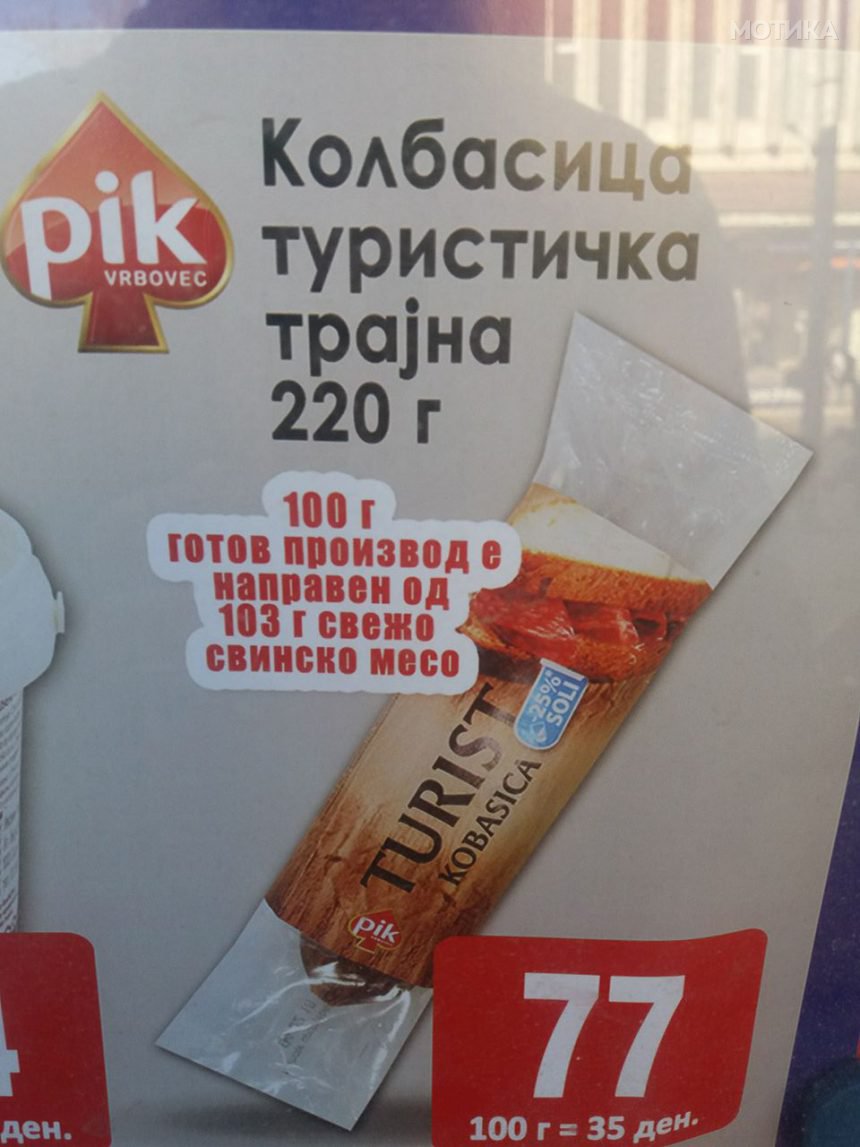 МОТИКА
pik
VRBOVEC
Колбасица
туристичка
трајна
220 г
100 г
готов производ е
направен од
103 г свежо
свинско месо
-25%*
SOLI
TURIST
KOBASICA
pik
77
100 г = 35 ден.
4
ден.